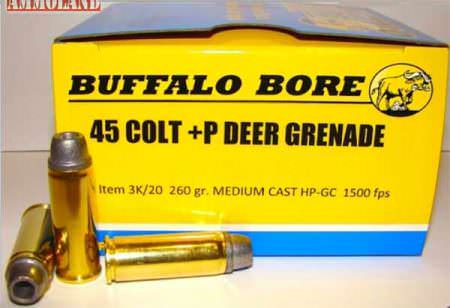 AMMOLAND
BUFFALO BORE
45 COLT +P DEER GRENADE
Item 3K/20 260 gr. MEDIUM CAST HP-GC 1500 fps